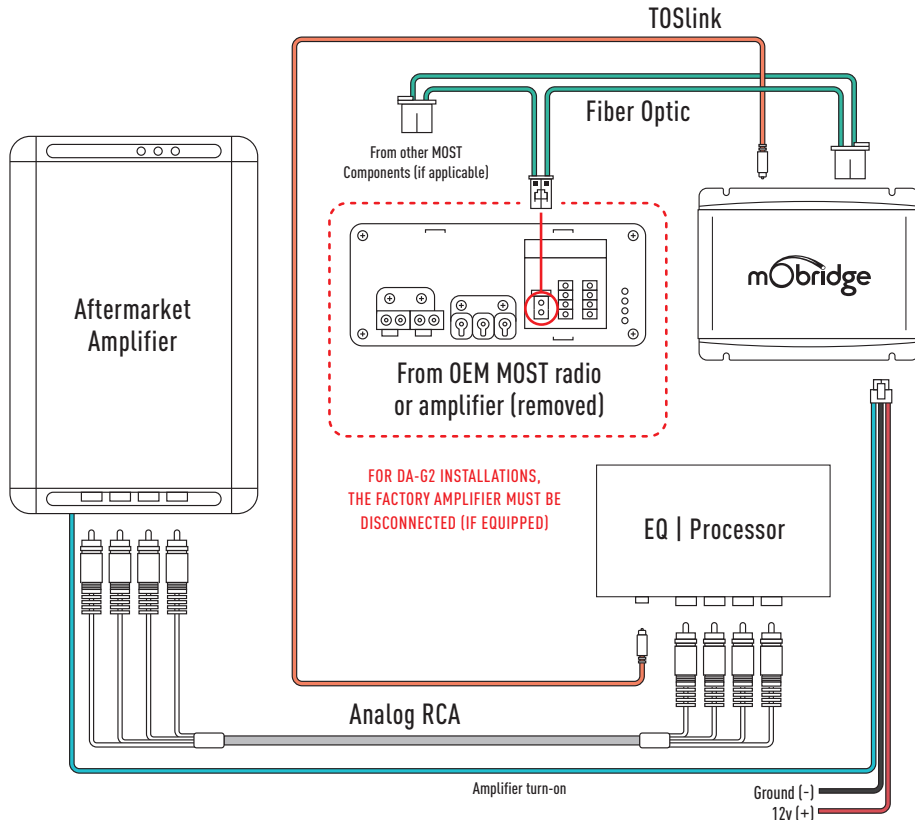 TOSlink
Fiber Optic
From other MOST
Components (if applicable)
mObridge
Aftermarket
Amplifier
From OEM MOST radio
or amplifier (removed)
FOR DA-G2 INSTALLATIONS,
THE FACTORY AMPLIFIER MUST BE
DISCONNECTED (IF EQUIPPED)
EQ | Processor
Analog RCA
Amplifier turn-on
Ground (-)
12v (+)